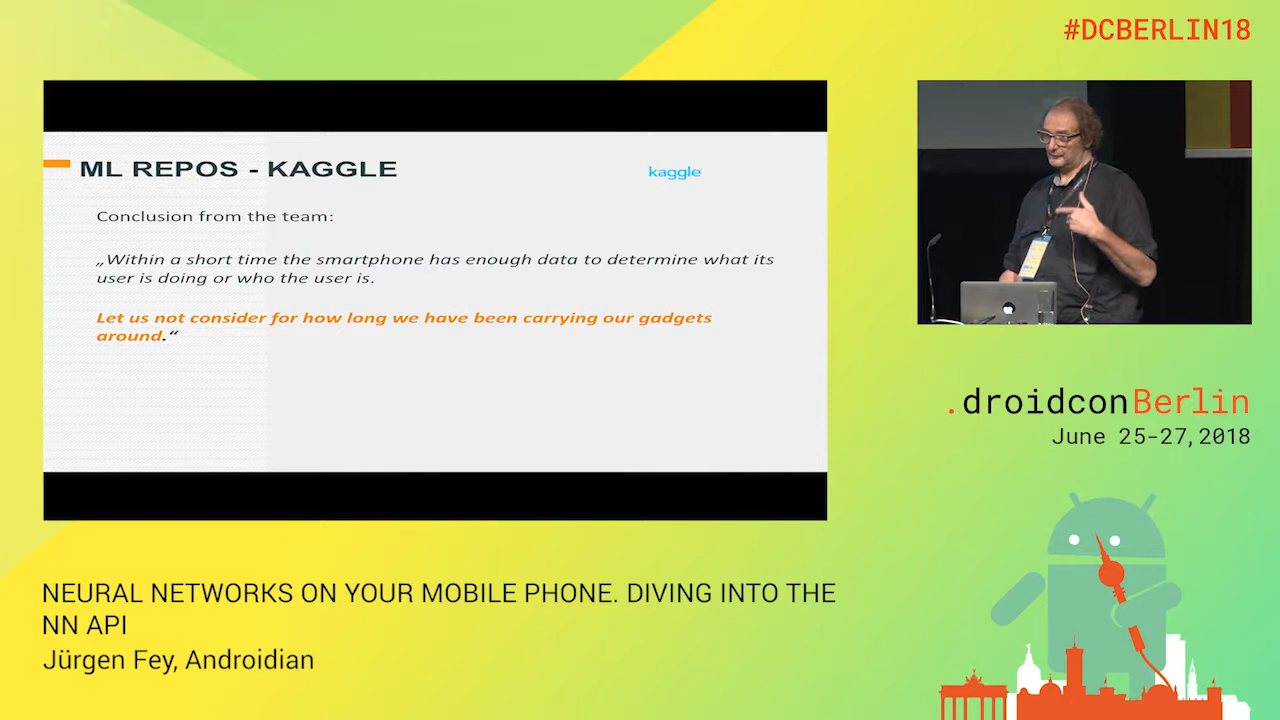 #DCBERLIN18
ML REPOS - KAGGLE
kaggle
Conclusion from the team:
„Within a short time the smartphone has enough data to determine what its
user is doing or who the user is.
Let us not consider for how long we have been carrying our gadgets
around.“
.droidconBerlin
June 25-27,2018
NEURAL NETWORKS ON YOUR MOBILE PHONE. DIVING INTO THE
NN API
Jürgen Fey, Androidian